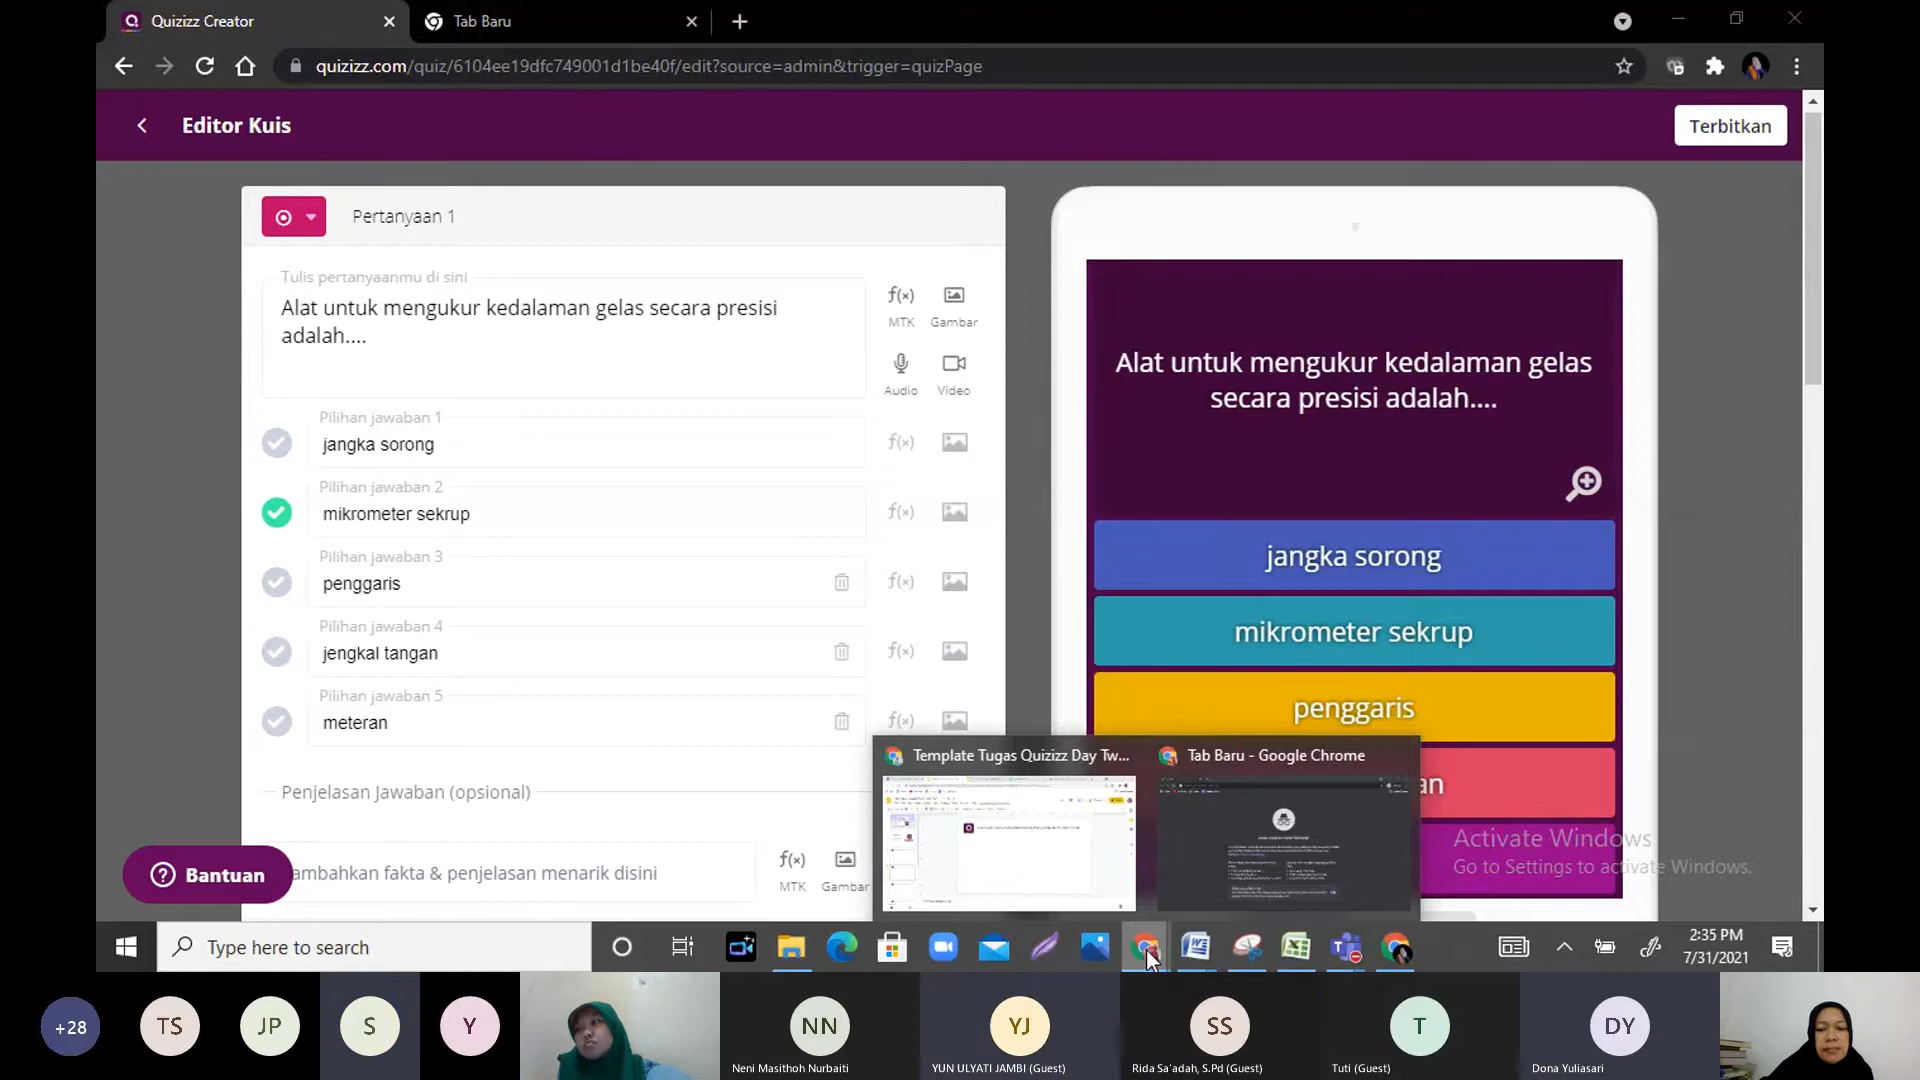 Quizizz Creator
Tab Baru
quizizz.com/quiz/6104ee19dfc749001d1be40f/edit?source=admin&trigger=quizPage
Editor Kuis
Terbitkan
Pertanyaan 1
Tulis pertanyaanmu di sini
Alat untuk mengukur kedalaman gelas secara presisi
adalah....
MTK
Gambar
Audio
Video
Pilihan jawaban 1
jangka sorong
f(x)
Pilihan jawaban 2
mikrometer sekrup
f(x)
Pilihan jawaban 3
penggaris
f(x)
Pilihan jawaban 4
jengkal tangan
f(x)
Pilihan jawaban 5
meteran
f(x)
Penjelasan Jawaban (opsional)
ambahkan fakta & penjelasan menarik disini
f(x)
MTK
Gambar
Bantuan
Alat untuk mengukur kedalaman gelas
secara presisi adalah....
jangka sorong
mikrometer sekrup
penggaris
an
Template Tugas Quizizz Day Tw...
Tab Baru - Google Chrome
Activate Windows
Go to Settings to activate Windows.
Type here to search
2:35 PM
7/31/2021
+28
TS
JP
S
Y
NN
Neni Masithoh Nurbaiti
YJ
YUN ULYATI JAMBI (Guest)
SS
Rida Sa'adah, S.Pd (Guest)
T
Tuti (Guest)
DY
Dona Yuliasari